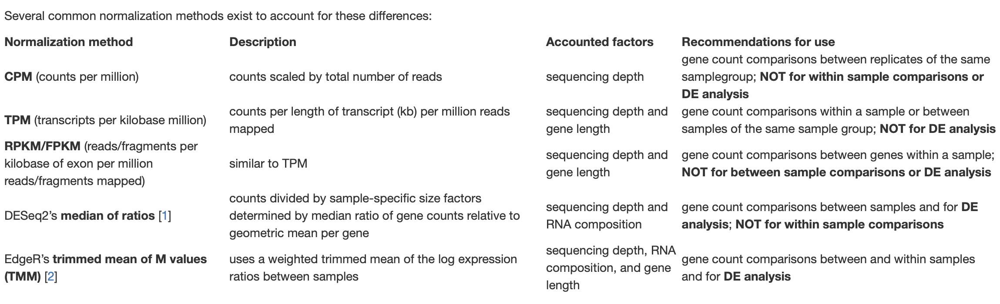 Several common normalization methods exist to account for these differences:
Normalization method Description Accounted factors Recommendations for use
CPM (counts per million)
counts scaled by total number of reads
sequencing depth
gene count comparisons between replicates of the same
samplegroup; NOT for within sample comparisons or
DE analysis
TPM (transcripts per kilobase million)
counts per length of transcript (kb) per million reads
mapped
sequencing depth and
gene length
gene count comparisons within a sample or between
samples of the same sample group; NOT for DE analysis
RPKM/FPKM (reads/fragments per
kilobase of exon per million
reads/fragments mapped)
similar to TPM
sequencing depth and
gene length
gene count comparisons between genes within a sample;
NOT for between sample comparisons or DE analysis
DESeq2’s median of ratios [1]
counts divided by sample-specific size factors
determined by median ratio of gene counts relative to
geometric mean per gene
sequencing depth and
RNA composition
gene count comparisons between samples and for DE
analysis; NOT for within sample comparisons
EdgeR’s trimmed mean of M values
(TMM) [2]
uses a weighted trimmed mean of the log expression
ratios between samples
sequencing depth, RNA
composition, and gene
length
gene count comparisons between and within samples
and for DE analysis